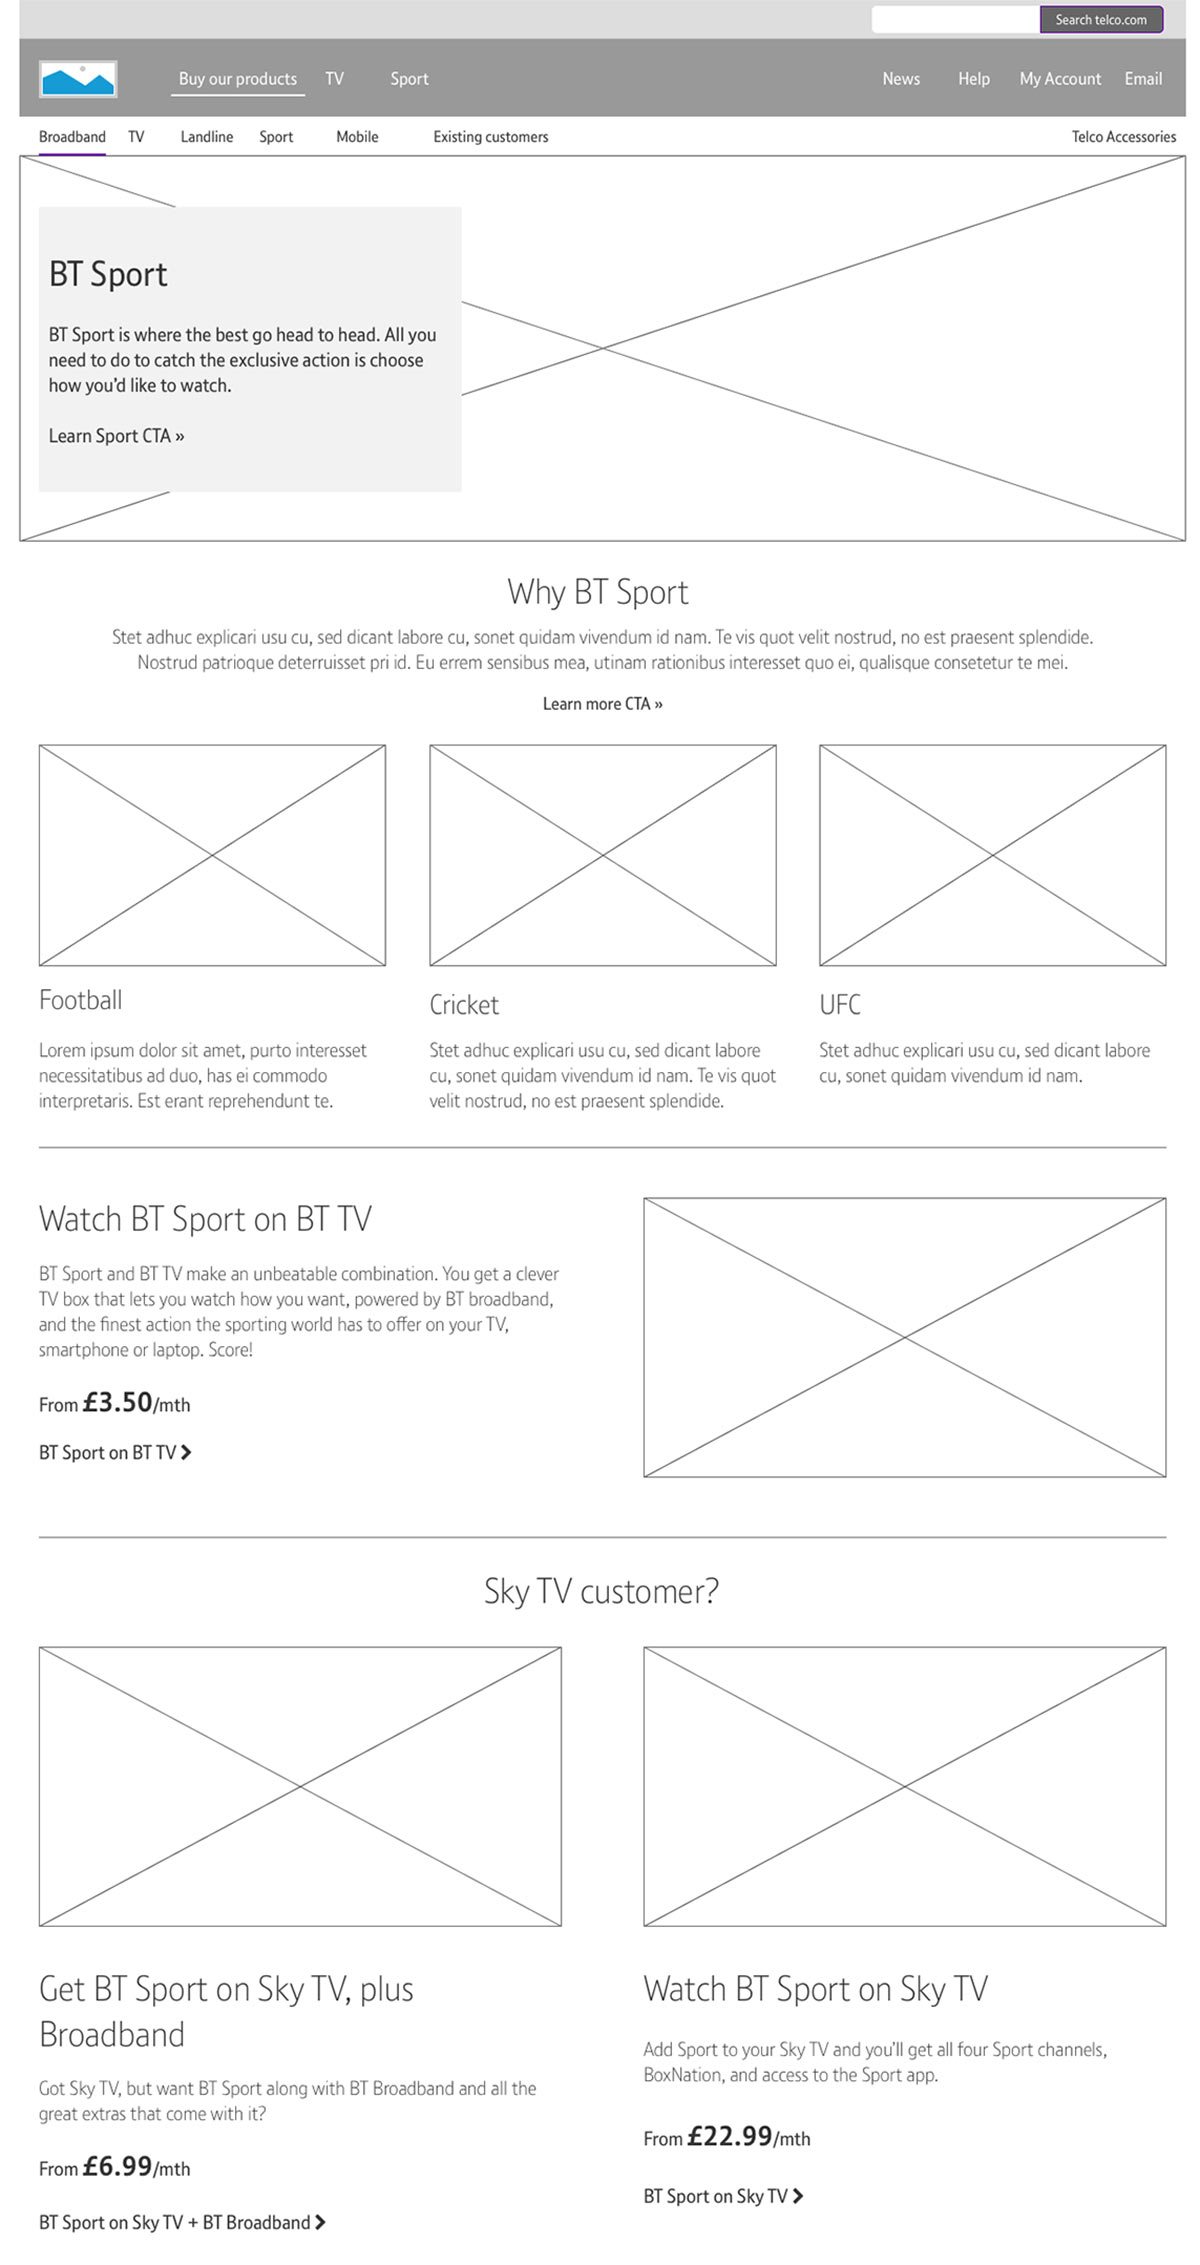 Search telco.com
Buy our products TV Sport News Help My Account Email
Broadband TV Landline Sport Mobile Existing customers Telco Accessories
BT Sport
BT Sport is where the best go head to head. All you
need to do to catch the exclusive action is choose
how you'd like to watch.
Learn Sport CTA »
Why BT Sport
Stet adhuc explicari usu cu, sed dicant labore cu, sonet quidam vivendum id nam. Te vis quot velit nostrud, no est praesent splendide.
Nostrud patrioque deterruisset pri id. Eu errem sensibus mea, utinam rationibus interesset quo ei, qualisque consetetur te mei.
Learn more CTA »
Football
Lorem ipsum dolor sit amet, purto interesset
necessitatibus ad duo, has ei commodo
interpretaris. Est erant reprehendunt te.
Cricket
Stet adhuc explicari usu cu, sed dicant labore
cu, sonet quidam vivendum id nam. Te vis quot
velit nostrud, no est praesent splendide.
UFC
Stet adhuc explicari usu cu, sed dicant labore
cu, sonet quidam vivendum id nam.
Watch BT Sport on BT TV
BT Sport and BT TV make an unbeatable combination. You get a clever
TV box that lets you watch how you want, powered by BT broadband,
and the finest action the sporting world has to offer on your TV,
smartphone or laptop. Score!
From £3.50/mth
BT Sport on BT TV >
Sky TV customer?
Get BT Sport on Sky TV, plus
Broadband
Got Sky TV, but want BT Sport along with BT Broadband and all the
great extras that come with it?
From £6.99/mth
BT Sport on Sky TV + BT Broadband >
Watch BT Sport on Sky TV
Add Sport to your Sky TV and you'll get all four Sport channels,
BoxNation, and access to the Sport app.
From £22.99/mth
BT Sport on Sky TV >